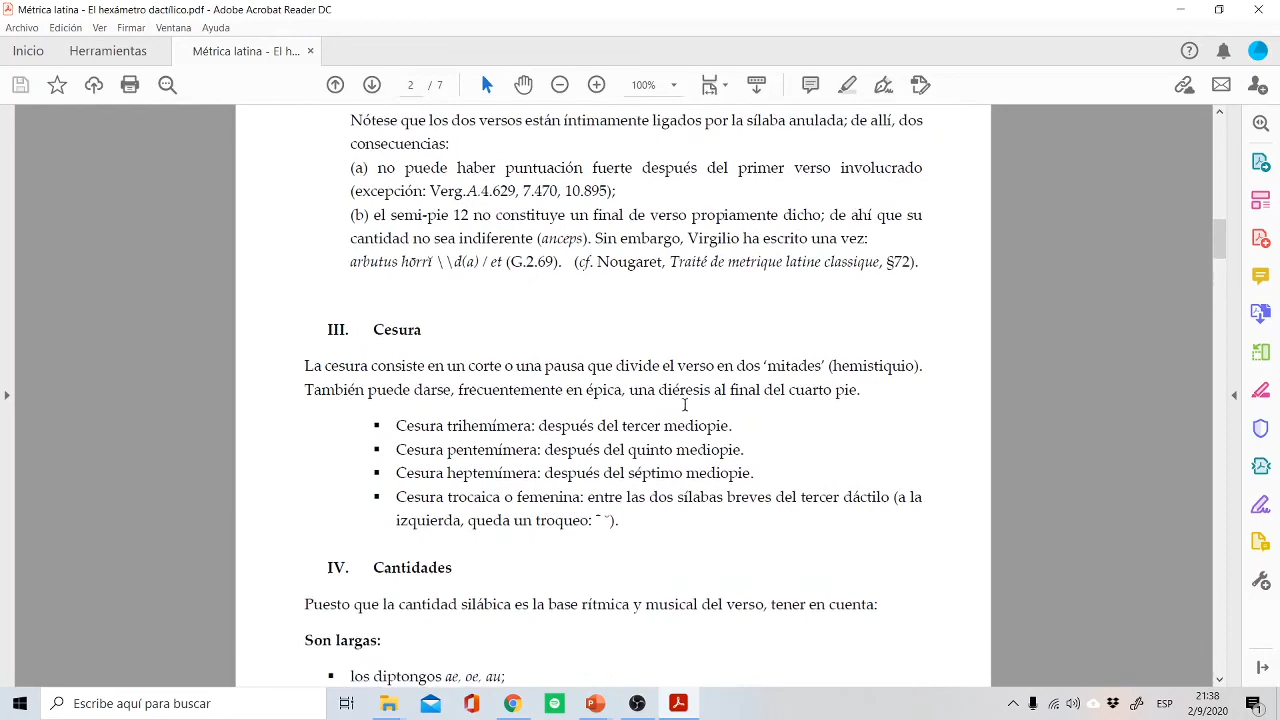 Métrica latina - El hexámetro dactílico.pdf - Adobe Acrobat Reader DC
Archivo Edición Ver Firmar Ventana Ayuda
Inicio Herramientas Métrica latina - El h... ×
2 / 7 100%
Nótese que los dos versos están íntimamente ligados por la sílaba anulada; de allí, dos
consecuencias:
(a) no puede haber puntuación fuerte después del primer verso involucrado
(excepción: Verg.A.4.629, 7.470, 10.895);
(b) el semi-pie 12 no constituye un final de verso propiamente dicho; de ahí que su
cantidad no sea indiferente (anceps). Sin embargo, Virgilio ha escrito una vez:
arbutus hōrrĭ \\d(a) / et (G.2.69). (cf. Nougaret, Traité de metrique latine classique, §72).
III. Cesura
La cesura consiste en un corte o una pausa que divide el verso en dos ‘mitades’ (hemistiquio).
También puede darse, frecuentemente en épica, una diéresis al final del cuarto pie.
▪ Cesura trihemímera: después del tercer mediopie.
▪ Cesura pentemímera: después del quinto mediopie.
▪ Cesura heptemímera: después del séptimo mediopie.
▪ Cesura trocaica o femenina: entre las dos sílabas breves del tercer dáctilo (a la
izquierda, queda un troqueo: ˉ ˘).
IV. Cantidades
Puesto que la cantidad silábica es la base rítmica y musical del verso, tener en cuenta:
Son largas:
▪ los diptongos ae, oe, au;
Escribe aquí para buscar
ESP
21:38
2/9/2020
1